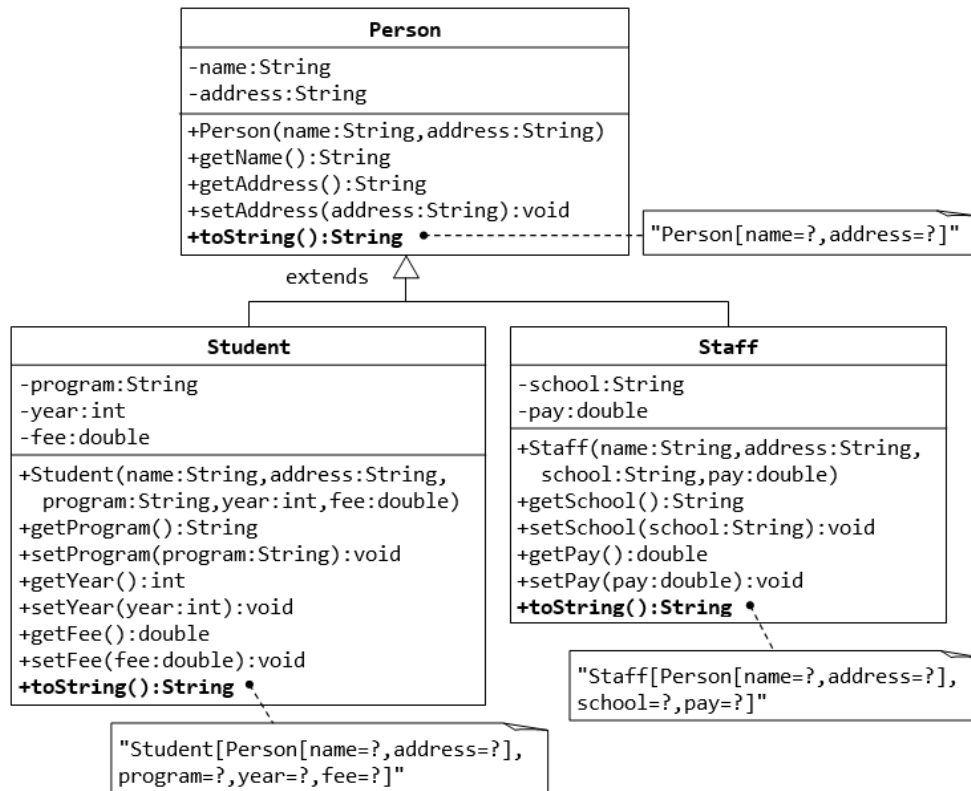 Person
-name:String
-address:String
+Person(name:String,address:String)
+getName():String
+getAddress():String
+setAddress(address:String):void
+toString():String
"Person[name=?,address=?]"
extends
Student
-program:String
-year:int
-fee:double
+Student(name:String,address:String,
program:String,year:int,fee:double)
+getProgram():String
+setProgram(program:String):void
+getYear():int
+setYear(year:int):void
+getFee():double
+setFee(fee:double):void
+toString():String
"Student[Person[name=?,address=?],
program=?,year=?,fee=?]"
Staff
-school:String
-pay:double
+Staff(name:String,address:String,
school:String,pay:double)
+getSchool():String
+setSchool(school:String):void
+getPay():double
+setPay(pay:double):void
+toString():String
"Staff[Person[name=?,address=?],
school=?,pay=?]"